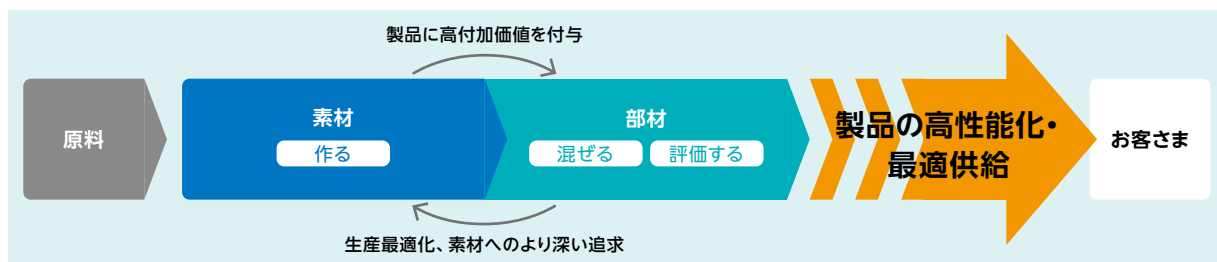 製品に高付加価値を付与
原料
素材
作る
部材
混ぜる
評価する
製品の高性能化・
最適供給
お客さま
生産最適化、素材へのより深い追求